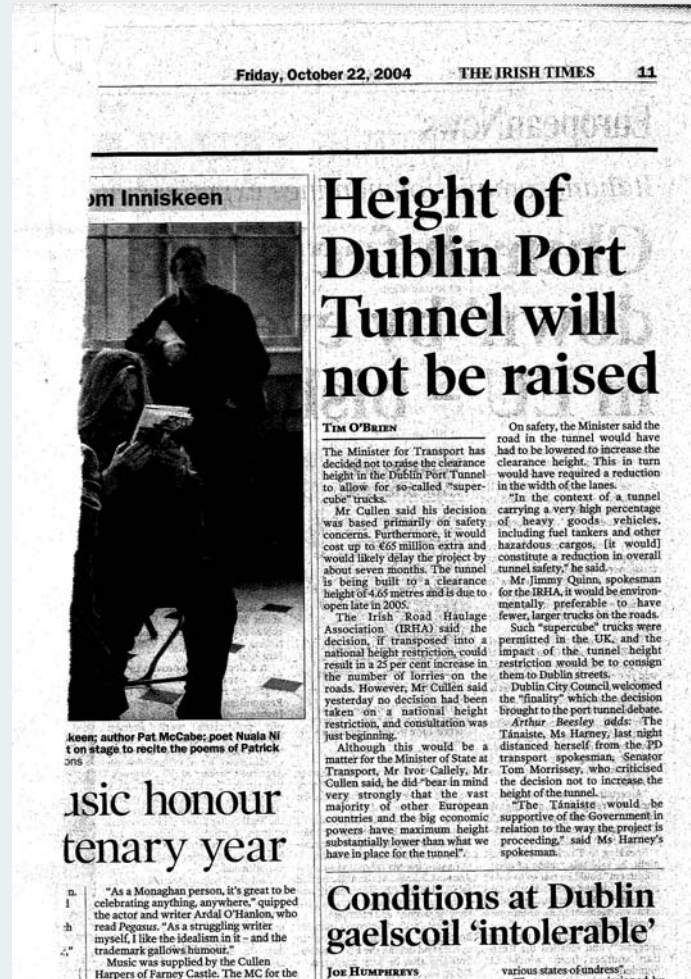 Friday, October 22, 2004 THE IRISH TIMES 11
om Inniskeen
keen; author Pat McCabe; poet Nuala Ní
t on stage to recite the poems of Patrick
ons
usic honour
tenary year
n.
"As a Monaghan person, it's great to be
celebrating anything, anywhere," quipped
the actor and writer Ardal O'Hanlon, who
read Pegasus. "As a struggling writer
myself, I like the idealism in it – and the
trademark gallows humour."
Music was supplied by the Cullen
Harpers of Farney Castle. The MC for the
Height of
Dublin Port
Tunnel will
not be raised
TIM O'BRIEN
The Minister for Transport has
decided not to raise the clearance
height in the Dublin Port Tunnel
to allow for so-called "super-
cube" trucks.
Mr Cullen said his decision
was based primarily on safety
concerns. Furthermore, it would
cost up to €65 million extra and
would likely delay the project by
about seven months. The tunnel
is being built to a clearance
height of 4.65 metres and is due to
open late in 2005.
The Irish Road Haulage
Association (IRHA) said the
decision, if transposed into a
national height restriction, could
result in a 25 per cent increase in
the number of lorries on the
roads. However, Mr Cullen said
yesterday no decision had been
taken on a national height
restriction, and consultation was
just beginning.
Although this would be a
matter for the Minister of State at
Transport, Mr Ivor Callely, Mr
Cullen said, he did "bear in mind
very strongly that the vast
majority of other European
countries and the big economic
powers have maximum height
substantially lower than what we
have in place for the tunnel".
On safety, the Minister said the
road in the tunnel would have
had to be lowered to increase the
clearance height. This in turn
would have required a reduction
in the width of the lanes.
"In the context of a tunnel
carrying a very high percentage
of heavy goods vehicles,
including fuel tankers and other
hazardous cargos, [it would]
constitute a reduction in overall
tunnel safety," he said.
Mr Jimmy Quinn, spokesman
for the IRHA, it would be environ-
mentally preferable to have
fewer, larger trucks on the roads.
Such "supercube" trucks were
permitted in the UK, and the
impact of the tunnel height
restriction would be to consign
them to Dublin streets.
Dublin City Council welcomed
the "finality" which the decision
brought to the port tunnel debate.
Arthur Beesley adds: The
Tánaiste, Ms Harney, last night
distanced herself from the PD
transport spokesman, Senator
Tom Morrissey, who criticised
the decision not to increase the
height of the tunnel.
"The Tánaiste would be
supportive of the Government in
relation to the way the project is
proceeding," said Ms Harney's
spokesman.
Conditions at Dublin
gaelscoil 'intolerable'
JOE HUMPHREYS
various states of undress".